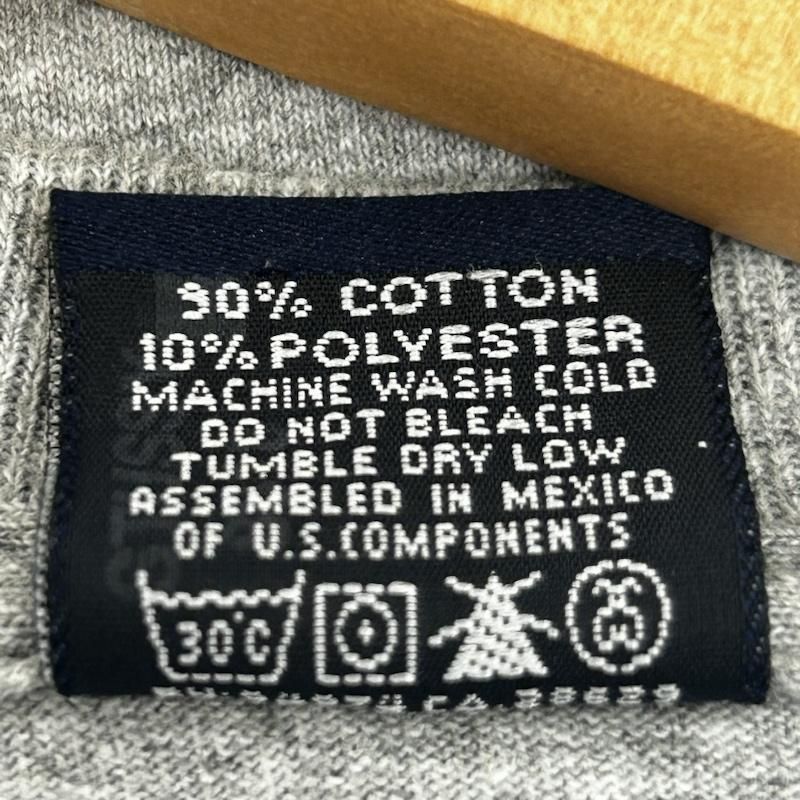 90% COTTON
10% POLYESTER
MACHINE WASH COLD
DO NOT BLEACH
TUMBLE DRY LOW
ASSEMBLED IN MEXICO
OF U.S.COMPONENTS
30°C